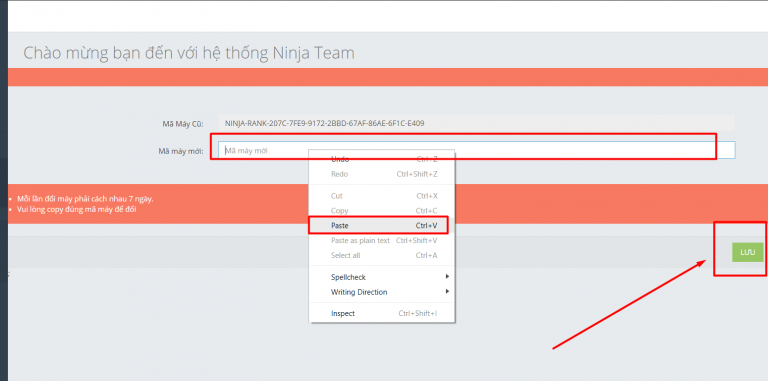 Chào mừng bạn đến với hệ thống Ninja Team
Mã Máy Cũ: NINJA-RANK-207C-7FE9-9172-2BBD-67AF-86AE-6F1C-E409
Mã máy mới: Mã máy mới
Undo Ctrl+Z
Redo Ctrl+Shift+Z
Cut Ctrl+X
Copy Ctrl+C
Paste Ctrl+V
Paste as plain text Ctrl+Shift+V
Select all Ctrl+A
Spellcheck
Writing Direction
Inspect Ctrl+Shift+I
Mỗi lần đổi máy phải cách nhau 7 ngày.
Vui lòng copy đúng mã máy để đổi
LƯU